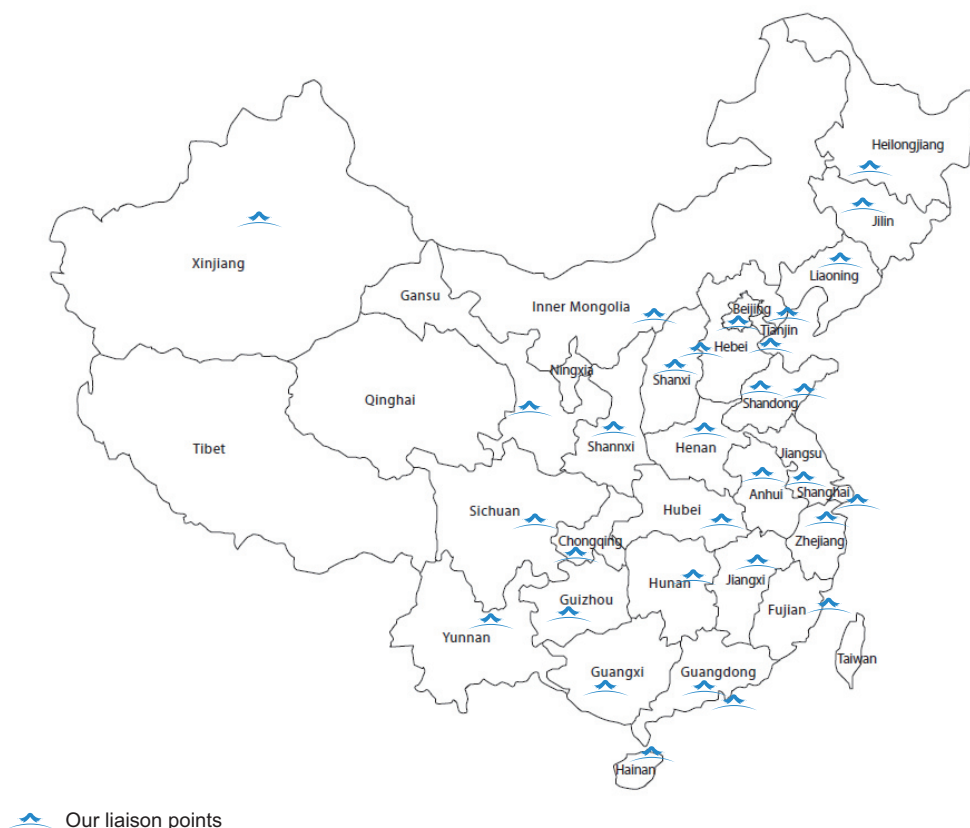 Heilongjiang
Jilin
Xinjiang
Liaoning
Gansu
Inner Mongolia
Beijing
Tianjin
Hebei
Ningxia
Shanxi
Qinghai
Shandong
Tibet
Shannxi
Henan
Jiangsu
Anhui
Shanghai
Sichuan
Hubei
Chongqing
Zhejiang
Hunan
Jiangxi
Guizhou
Fujian
Yunnan
Taiwan
Guangxi
Guangdong
Hainan
Our liaison points